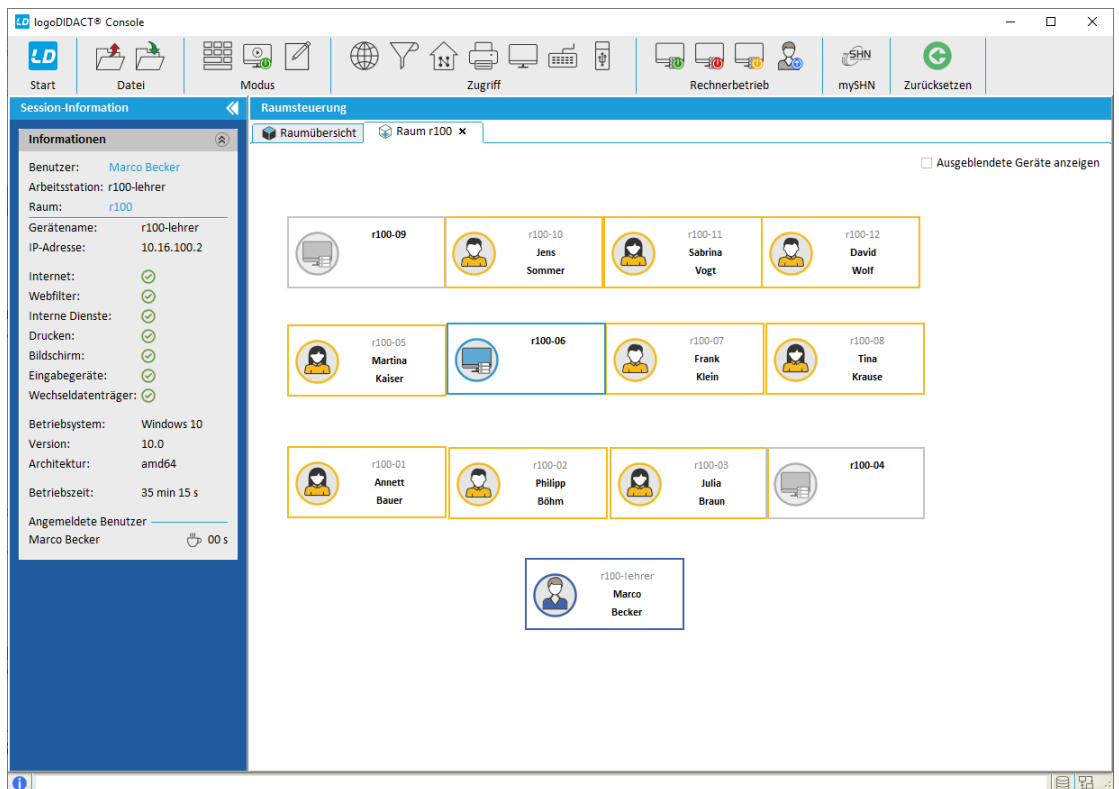 LD logoDIDACT® Console
LD
Start
Datei
Modus
Zugriff
Rechnerbetrieb
SHN
mySHN
Zurücksetzen
Session-Information
Informationen
Benutzer: Marco Becker
Arbeitsstation: r100-lehrer
Raum: r100
Gerätename: r100-lehrer
IP-Adresse: 10.16.100.2
Internet:
Webfilter:
Interne Dienste:
Drucken:
Bildschirm:
Eingabegeräte:
Wechseldatenträger:
Betriebsystem: Windows 10
Version: 10.0
Architektur: amd64
Betriebszeit: 35 min 15 s
Angemeldete Benutzer
Marco Becker 00 s
Raumsteuerung
Raumübersicht
Raum r100
Ausgeblendete Geräte anzeigen
r100-09
r100-10
Jens
Sommer
r100-11
Sabrina
Vogt
r100-12
David
Wolf
r100-05
Martina
Kaiser
r100-06
r100-07
Frank
Klein
r100-08
Tina
Krause
r100-01
Annett
Bauer
r100-02
Philipp
Böhm
r100-03
Julia
Braun
r100-04
r100-lehrer
Marco
Becker